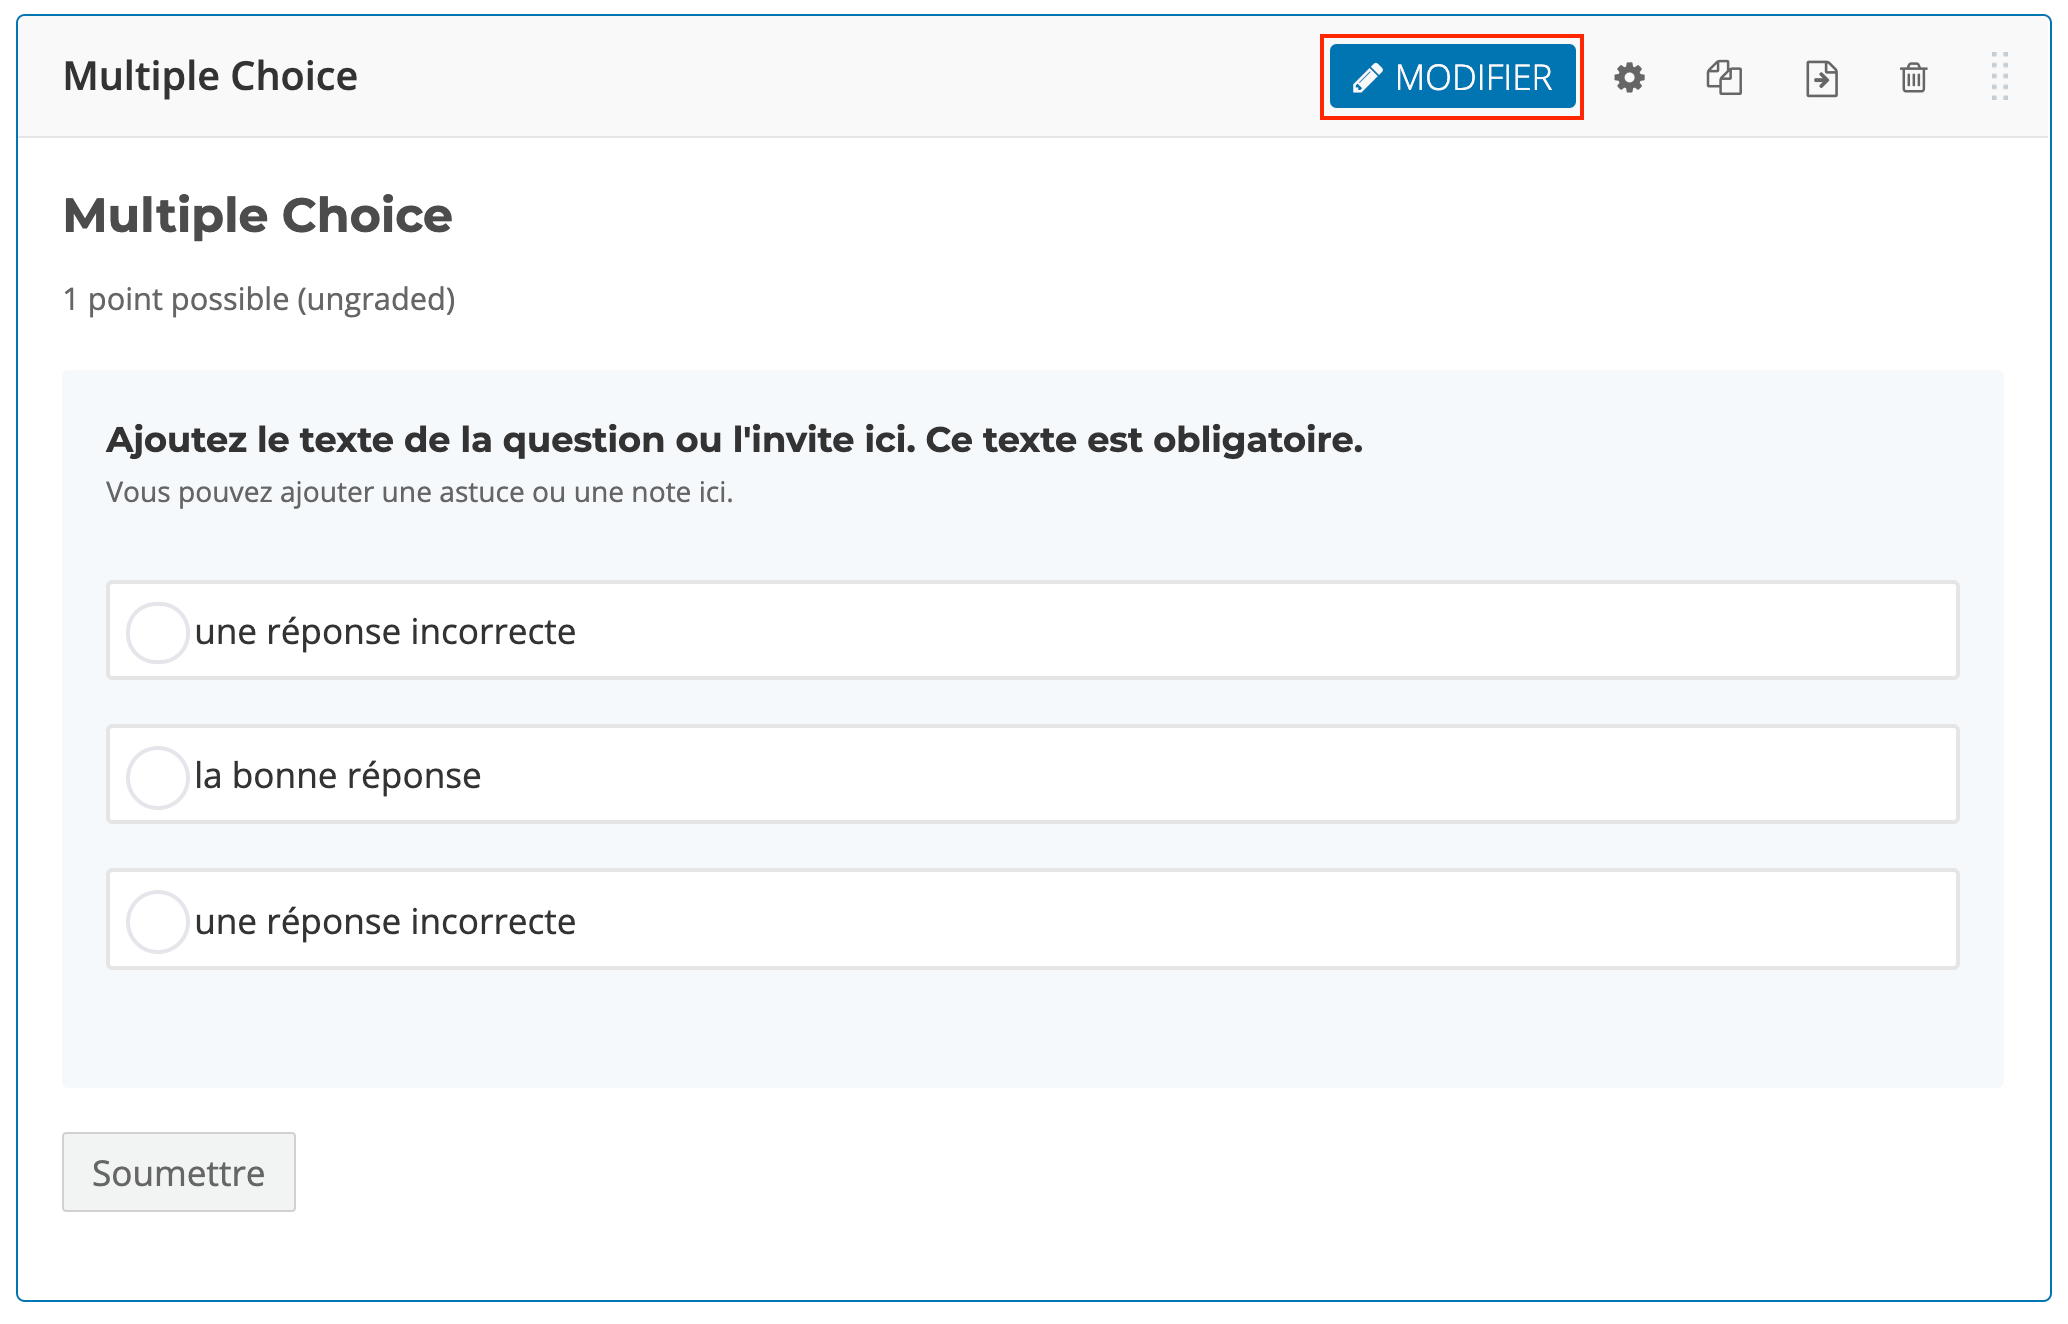 Multiple Choice
MODIFIER
Multiple Choice
1 point possible (ungraded)
Ajoutez le texte de la question ou l'invite ici. Ce texte est obligatoire.
Vous pouvez ajouter une astuce ou une note ici.
une réponse incorrecte
la bonne réponse
une réponse incorrecte
Soumettre